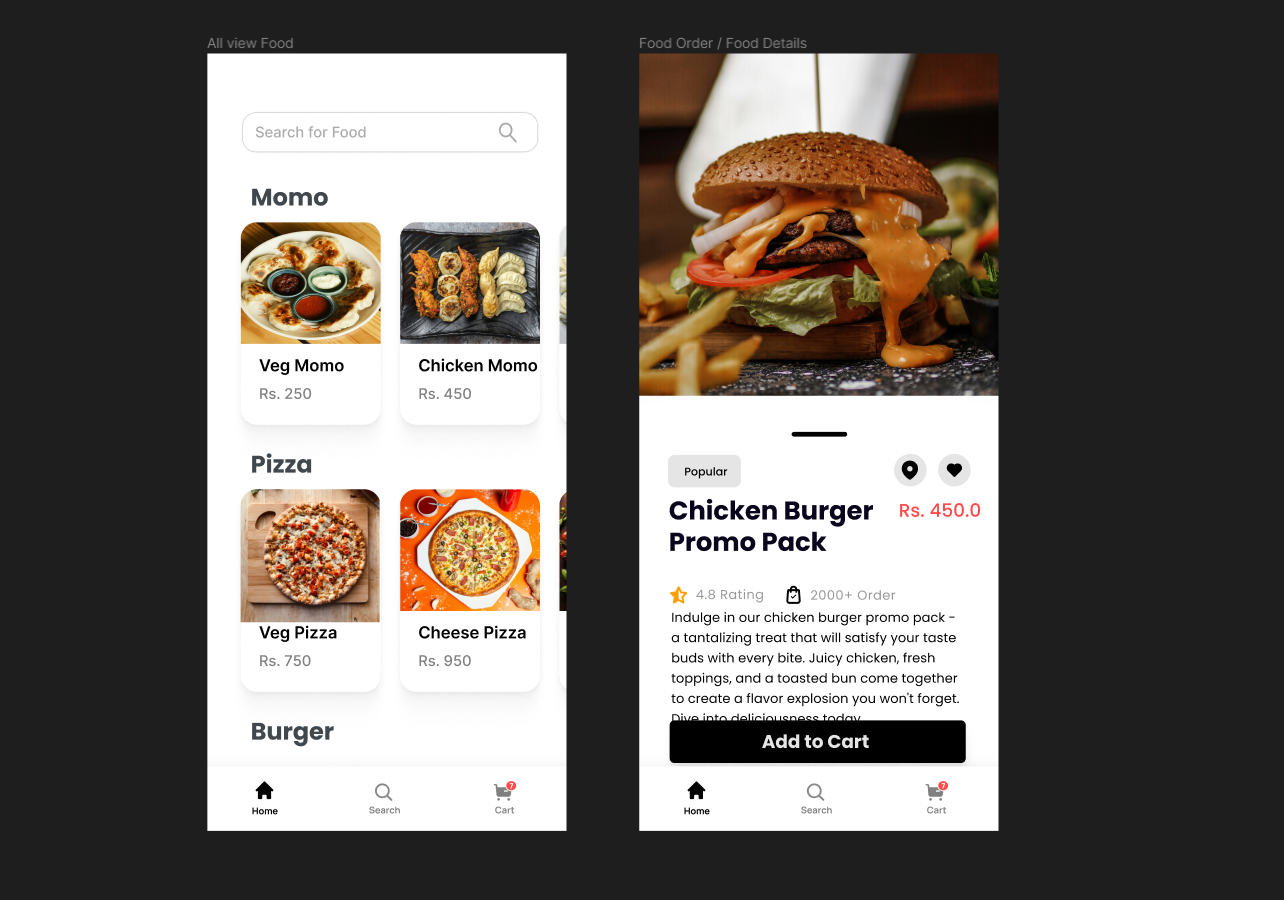 All view Food
Search for Food
Momo
Veg Momo
Rs. 250
Chicken Momo
Rs. 450
Pizza
Veg Pizza
Rs. 750
Cheese Pizza
Rs. 950
Burger
Home
Search
7
Cart
Food Order / Food Details
Popular
Chicken Burger
Promo Pack
Rs. 450.0
4.8 Rating
2000+ Order
Indulge in our chicken burger promo pack -
a tantalizing treat that will satisfy your taste
buds with every bite. Juicy chicken, fresh
toppings, and a toasted bun come together
to create a flavor explosion you won't forget.
Dive into deliciousness today
Add to Cart
Home
Search
7
Cart